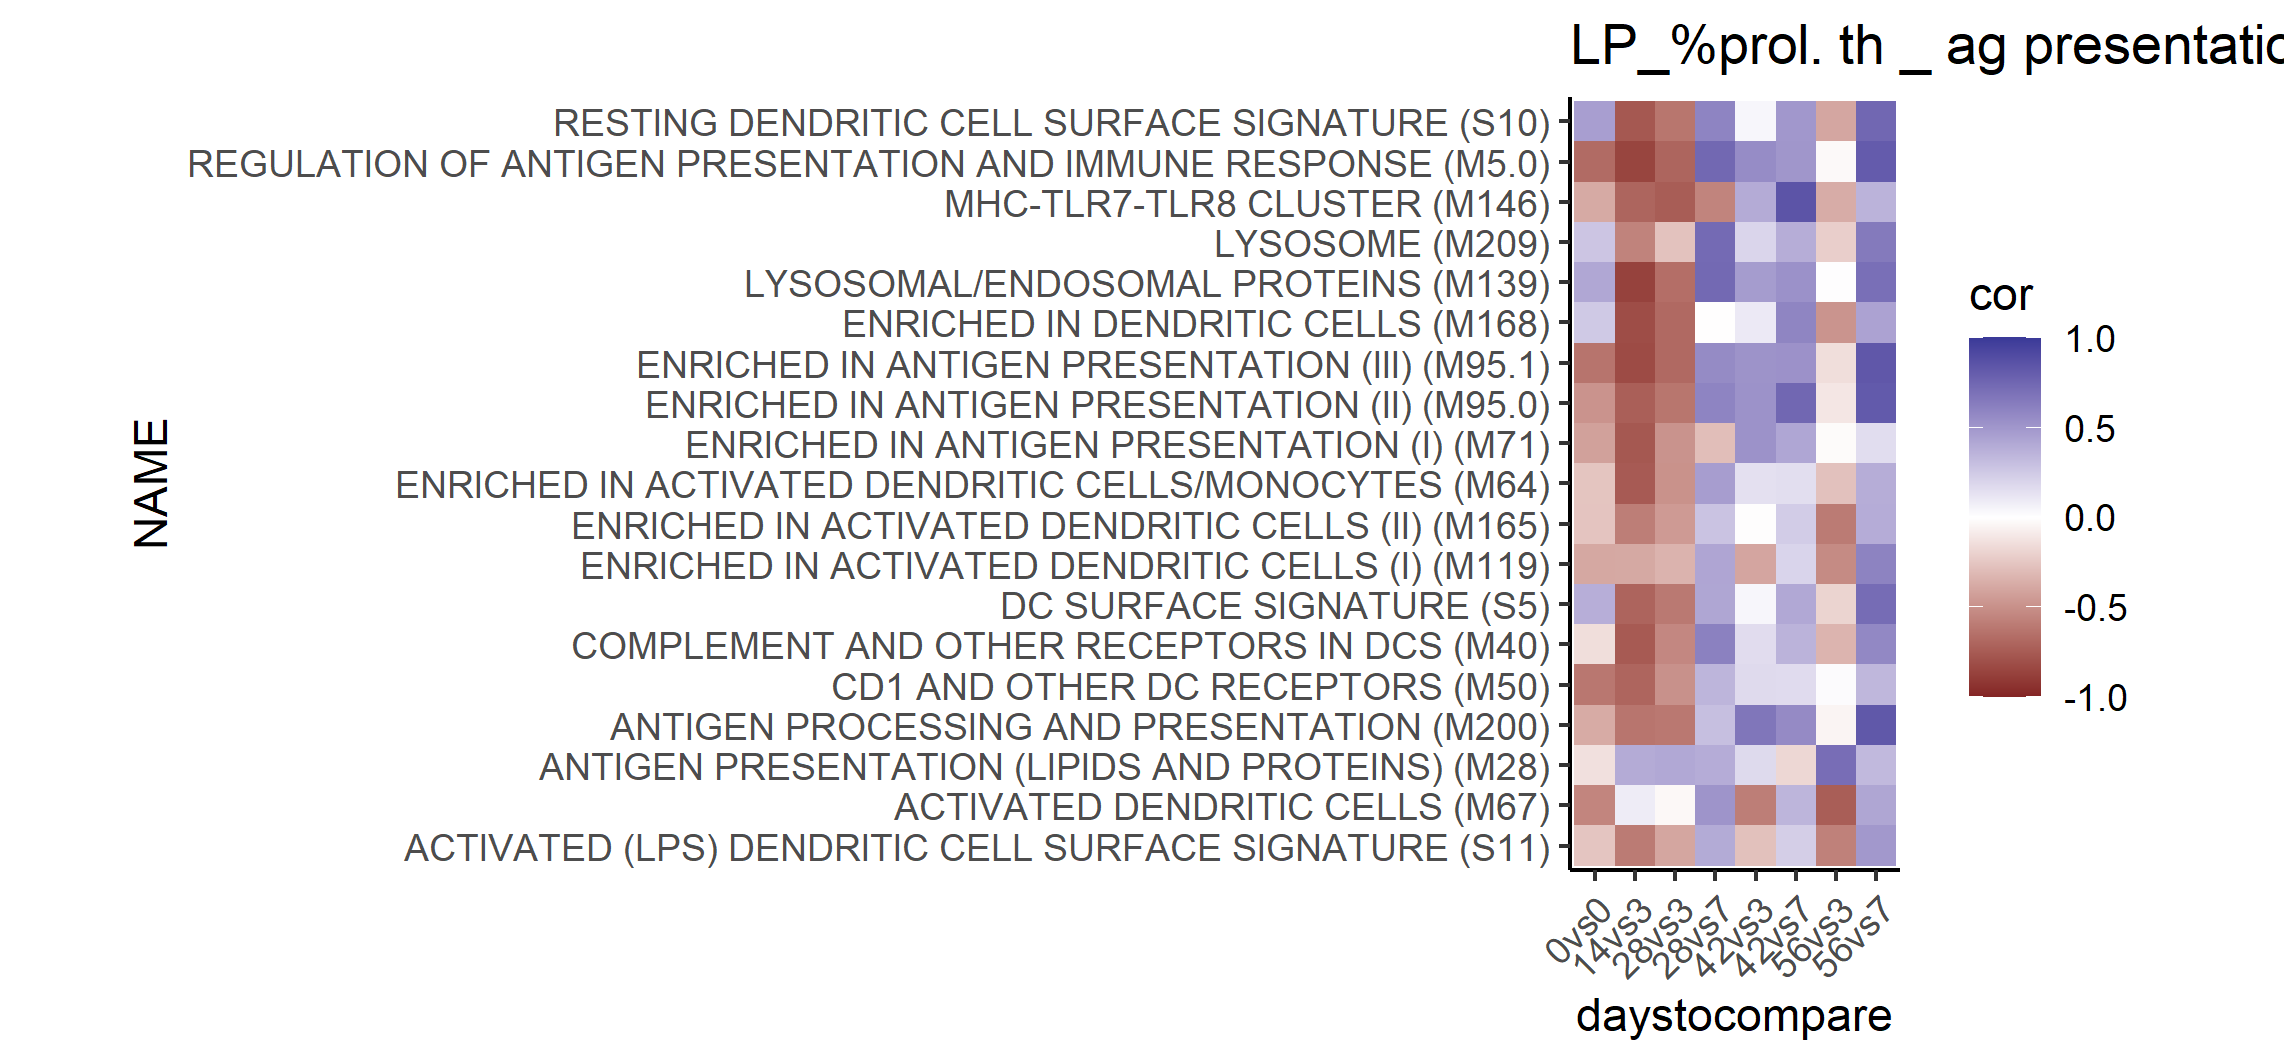 LP_%prol. th _ ag presentatio
RESTING DENDRITIC CELL SURFACE SIGNATURE (S10)
REGULATION OF ANTIGEN PRESENTATION AND IMMUNE RESPONSE (M5.0)
MHC-TLR7-TLR8 CLUSTER (M146)
LYSOSOME (M209)
LYSOSOMAL/ENDOSOMAL PROTEINS (M139)
ENRICHED IN DENDRITIC CELLS (M168)
ENRICHED IN ANTIGEN PRESENTATION (III) (M95.1)
ENRICHED IN ANTIGEN PRESENTATION (II) (M95.0)
ENRICHED IN ANTIGEN PRESENTATION (I) (M71)
ENRICHED IN ACTIVATED DENDRITIC CELLS/MONOCYTES (M64)
ENRICHED IN ACTIVATED DENDRITIC CELLS (II) (M165)
ENRICHED IN ACTIVATED DENDRITIC CELLS (I) (M119)
DC SURFACE SIGNATURE (S5)
COMPLEMENT AND OTHER RECEPTORS IN DCS (M40)
CD1 AND OTHER DC RECEPTORS (M50)
ANTIGEN PROCESSING AND PRESENTATION (M200)
ANTIGEN PRESENTATION (LIPIDS AND PROTEINS) (M28)
ACTIVATED DENDRITIC CELLS (M67)
ACTIVATED (LPS) DENDRITIC CELL SURFACE SIGNATURE (S11)
NAME
0vs0
14vs3
28vs3
28vs7
42vs3
42vs7
56vs3
56vs7
daystocompare
cor
1.0
0.5
0.0
-0.5
-1.0